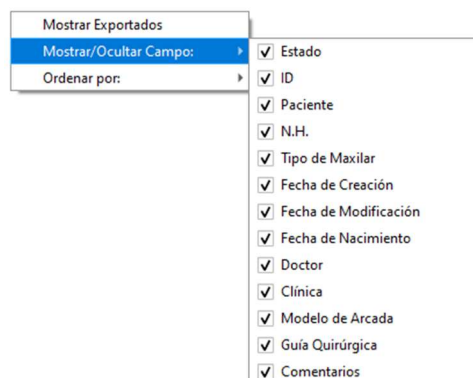 Mostrar Exportados
Mostrar/Ocultar Campo:
Ordenar por:
Estado
ID
Paciente
N.H.
Tipo de Maxilar
Fecha de Creación
Fecha de Modificación
Fecha de Nacimiento
Doctor
Clínica
Modelo de Arcada
Guía Quirúrgica
Comentarios